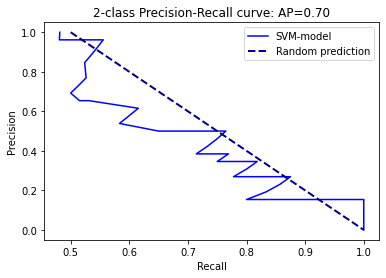 2-class Precision-Recall curve: AP=0.70
SVM-model
Random prediction
1.0
0.8
0.6
0.4
0.2
0.0
Precision
0.5 0.6 0.7 0.8 0.9 1.0
Recall